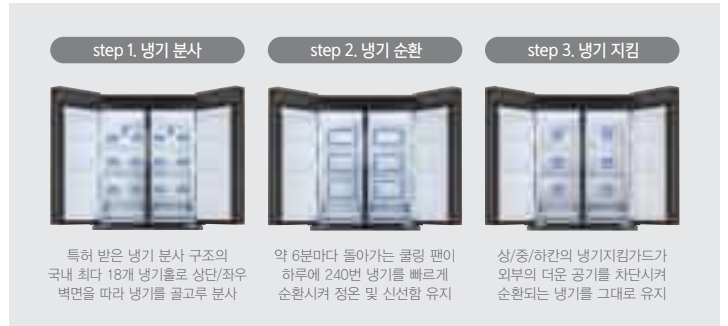 step 1. 냉기 분사
특허 받은 냉기 분사 구조의
국내 최다 18개 냉기홀로 상단/좌우
벽면을 따라 냉기를 골고루 분사
step 2. 냉기 순환
약 6분마다 돌아가는 쿨링 팬이
하루에 240번 냉기를 빠르게
순환시켜 정온 및 신선함 유지
step 3. 냉기 지킴
상/중/하칸의 냉기지킴가드가
외부의 더운 공기를 차단시켜
순환되는 냉기를 그대로 유지